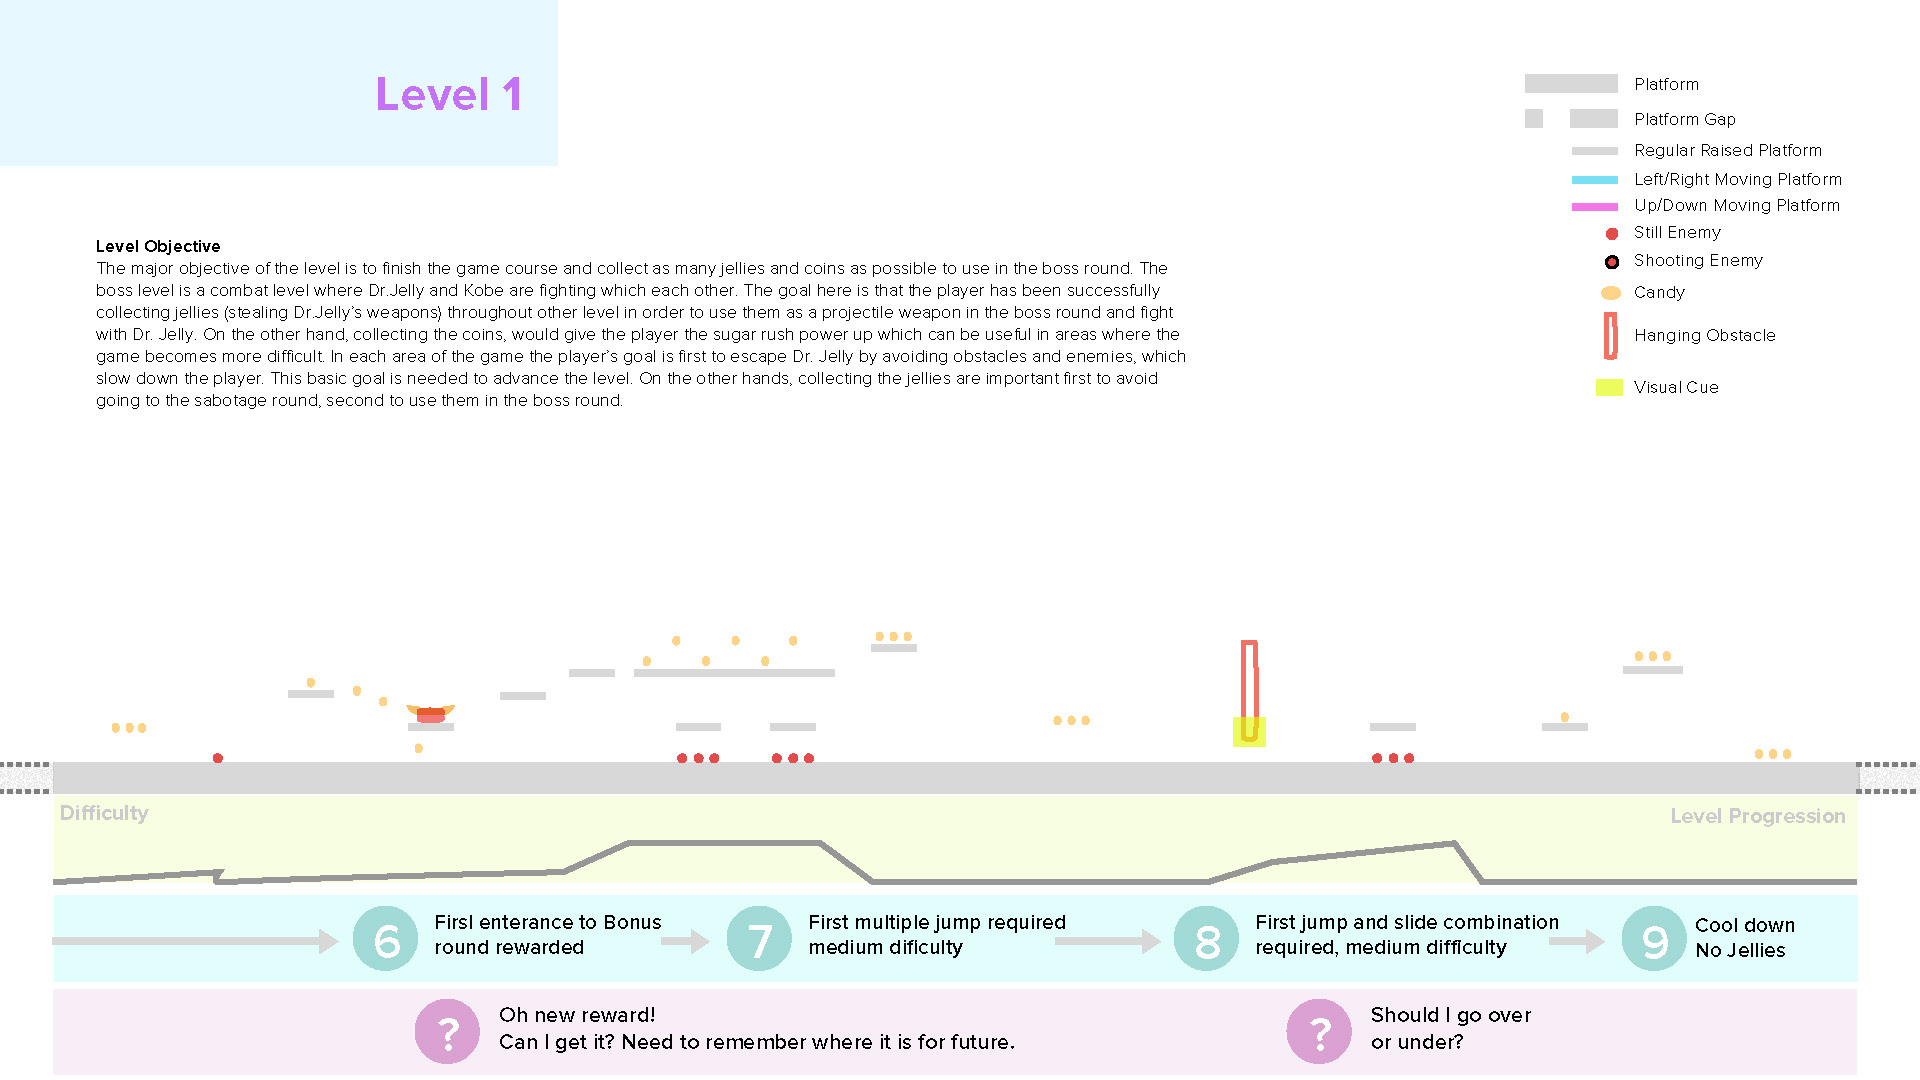 Level 1
Platform
Platform Gap
Regular Raised Platform
Left/Right Moving Platform
Up/Down Moving Platform
Still Enemy
Shooting Enemy
Candy
Hanging Obstacle
Visual Cue
Level Objective
The major objective of the level is to finish the game course and collect as many jellies and coins as possible to use in the boss round. The
boss level is a combat level where Dr.Jelly and Kobe are fighting which each other. The goal here is that the player has been successfully
collecting jellies (stealing Dr.Jelly's weapons) throughout other level in order to use them as a projectile weapon in the boss round and fight
with Dr. Jelly. On the other hand, collecting the coins, would give the player the sugar rush power up which can be useful in areas where the
game becomes more difficult. In each area of the game the player's goal is first to escape Dr. Jelly by avoiding obstacles and enemies, which
slow down the player. This basic goal is needed to advance the level. On the other hands, collecting the jellies are important first to avoid
going to the sabotage round, second to use them in the boss round.
Difficulty
Level Progression
6
Firsl enterance to Bonus
round rewarded
7
First multiple jump required
medium dificulty
8
First jump and slide combination
required, medium difficulty
9
Cool down
No Jellies
?
Oh new reward!
Can I get it? Need to remember where it is for future.
?
Should I go over
or under?